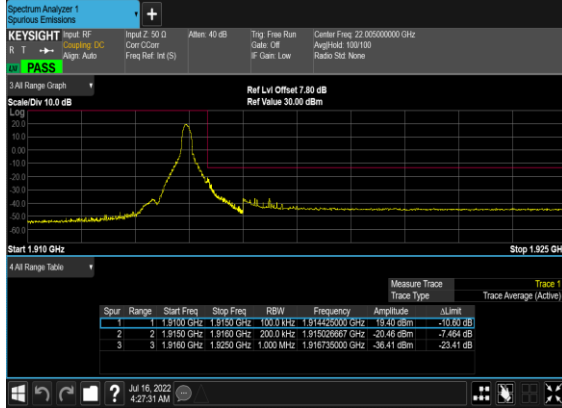 Spectrum Analyzer 1
Spurious Emissions
+
KEYSIGHT Input: RF Input Z: 50 Ω Atten: 40 dB Trig: Free Run Center Freq: 22.005000000 GHz
R T Coupling: DC Corr CCorr Gate: Off Avg|Hold: 100/100
Align: Auto Freq Ref: Int (S) IF Gain: Low Radio Std: None
PASS
3 All Range Graph
Ref Lvl Offset 7.80 dB
Scale/Div 10.0 dB Ref Value 30.00 dBm
Log
20.0
10.0
0.00
-10.0
-20.0
-30.0
-40.0
-50.0
-60.0
Start 1.910 GHz Stop 1.925 GH
4 All Range Table
Measure Trace Trace 1
Trace Type Trace Average (Active)
Spur Range Start Freq Stop Freq RBW Frequency Amplitude ΔLimit
1 1 1.9100 GHz 1.9150 GHz 100.0 kHz 1.914425000 GHz 19.40 dBm -10.60 dB
2 2 1.9150 GHz 1.9160 GHz 200.0 kHz 1.915026667 GHz -20.46 dBm -7.464 dB
3 3 1.9160 GHz 1.9250 GHz 1.000 MHz 1.916735000 GHz -36.41 dBm -23.41 dB
? Jul 16, 2022
4:27:31 AM